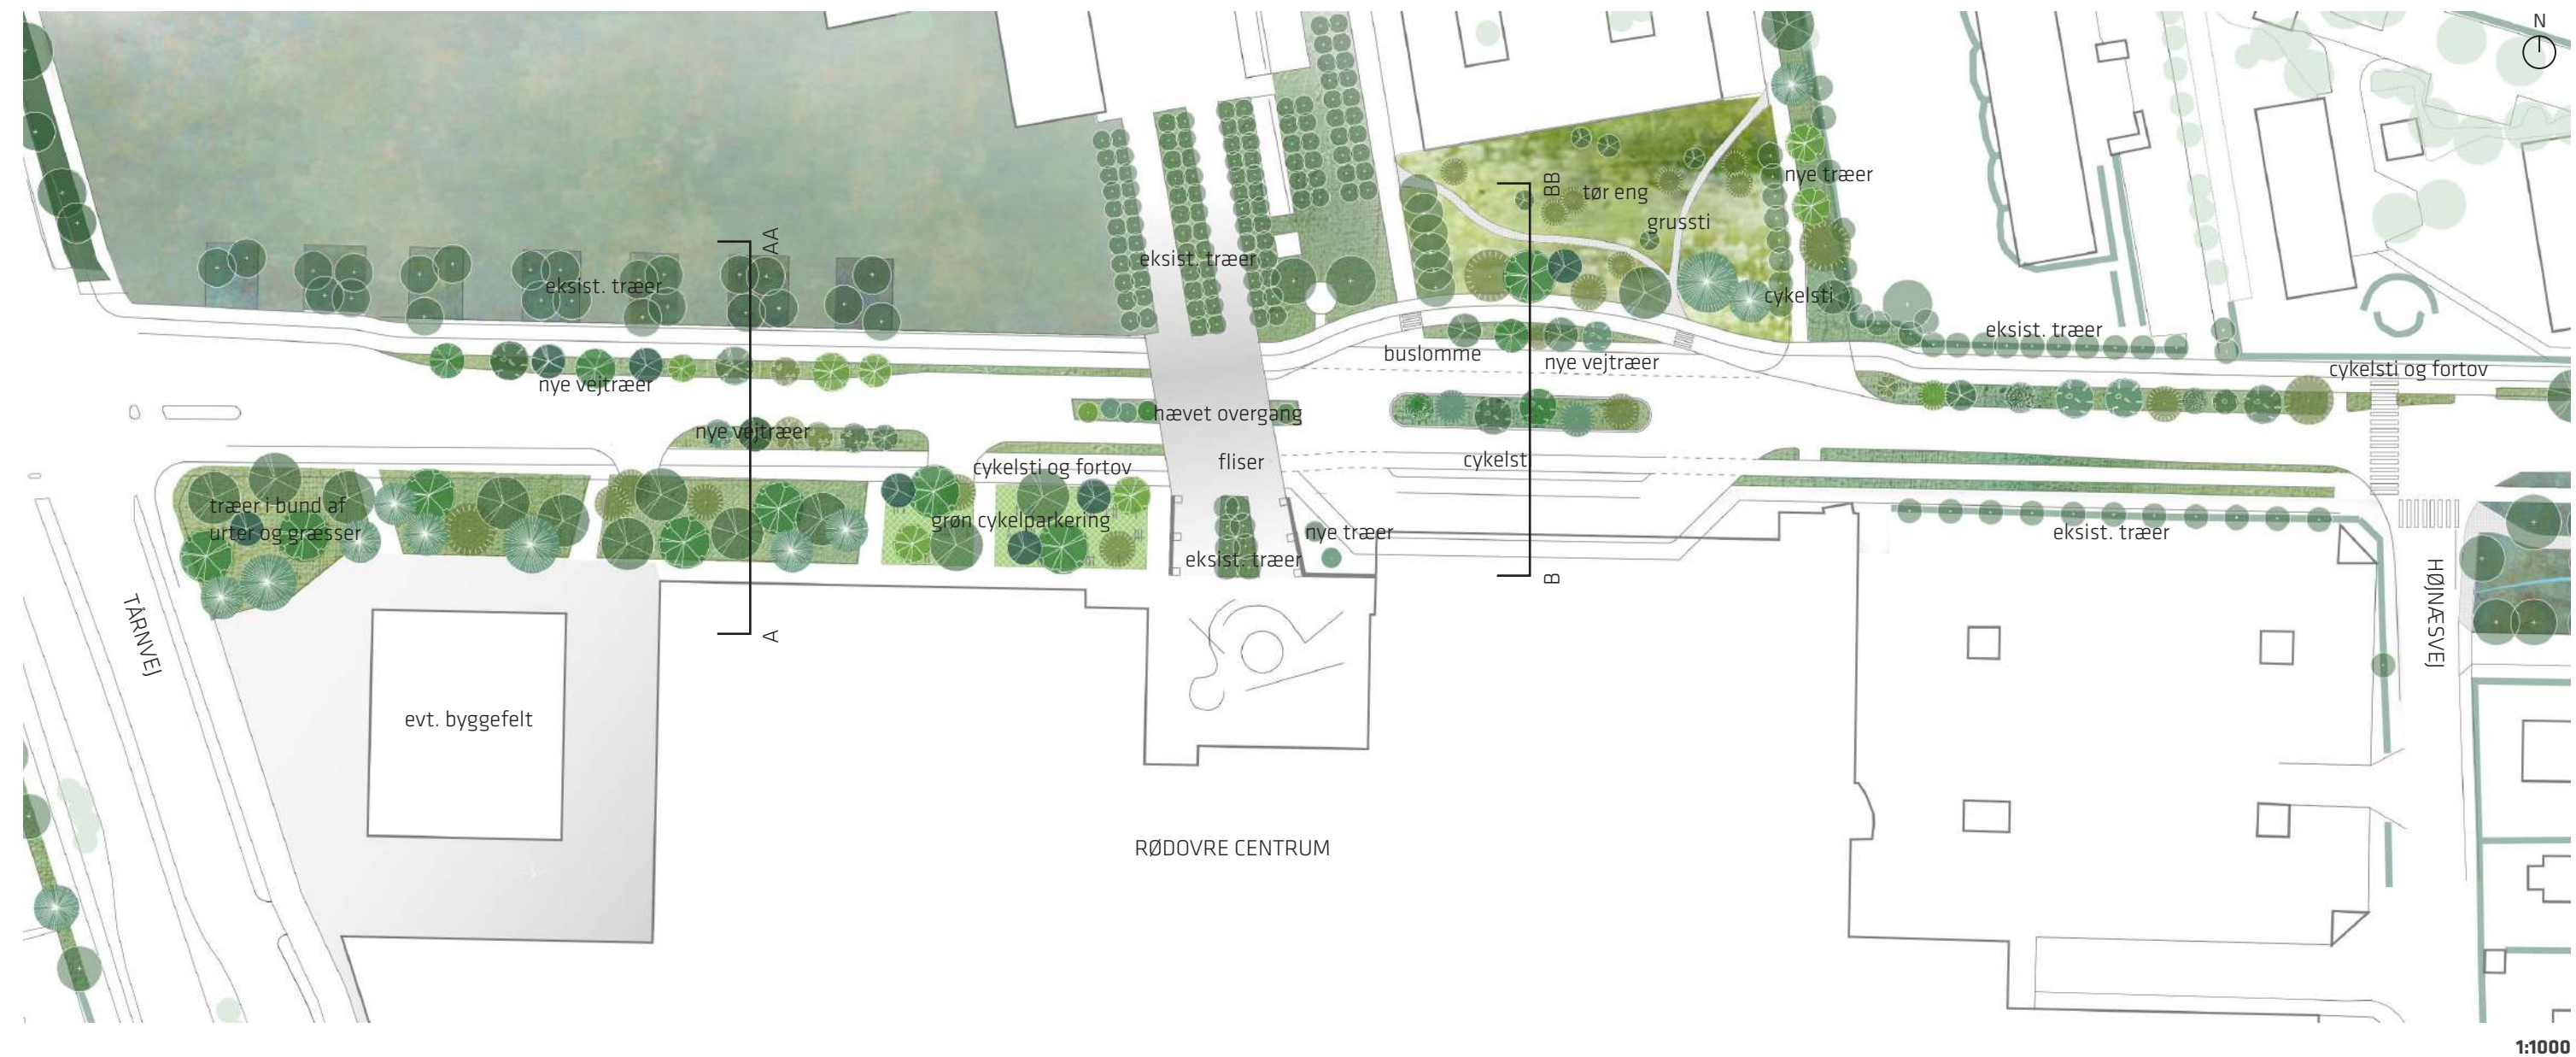 N
nye træer
BB
tør eng
grussti
AA
eksist. træer
eksist. træer
cykelsti
eksist. træer
buslomme
nye vejtræer
cykelsti og fortov
nye vejtræer
hævet overgang
nye vejtræer
cykelsti og fortov
fliser
cykelst
træer i bund af
urter og græsser
grøn cykelparkering
nye træer
eksist. træer
eksist. træer
B
A
TÅRNVEJ
HØJNÆSVEJ
evt. byggefelt
RØDOVRE CENTRUM
1:1000